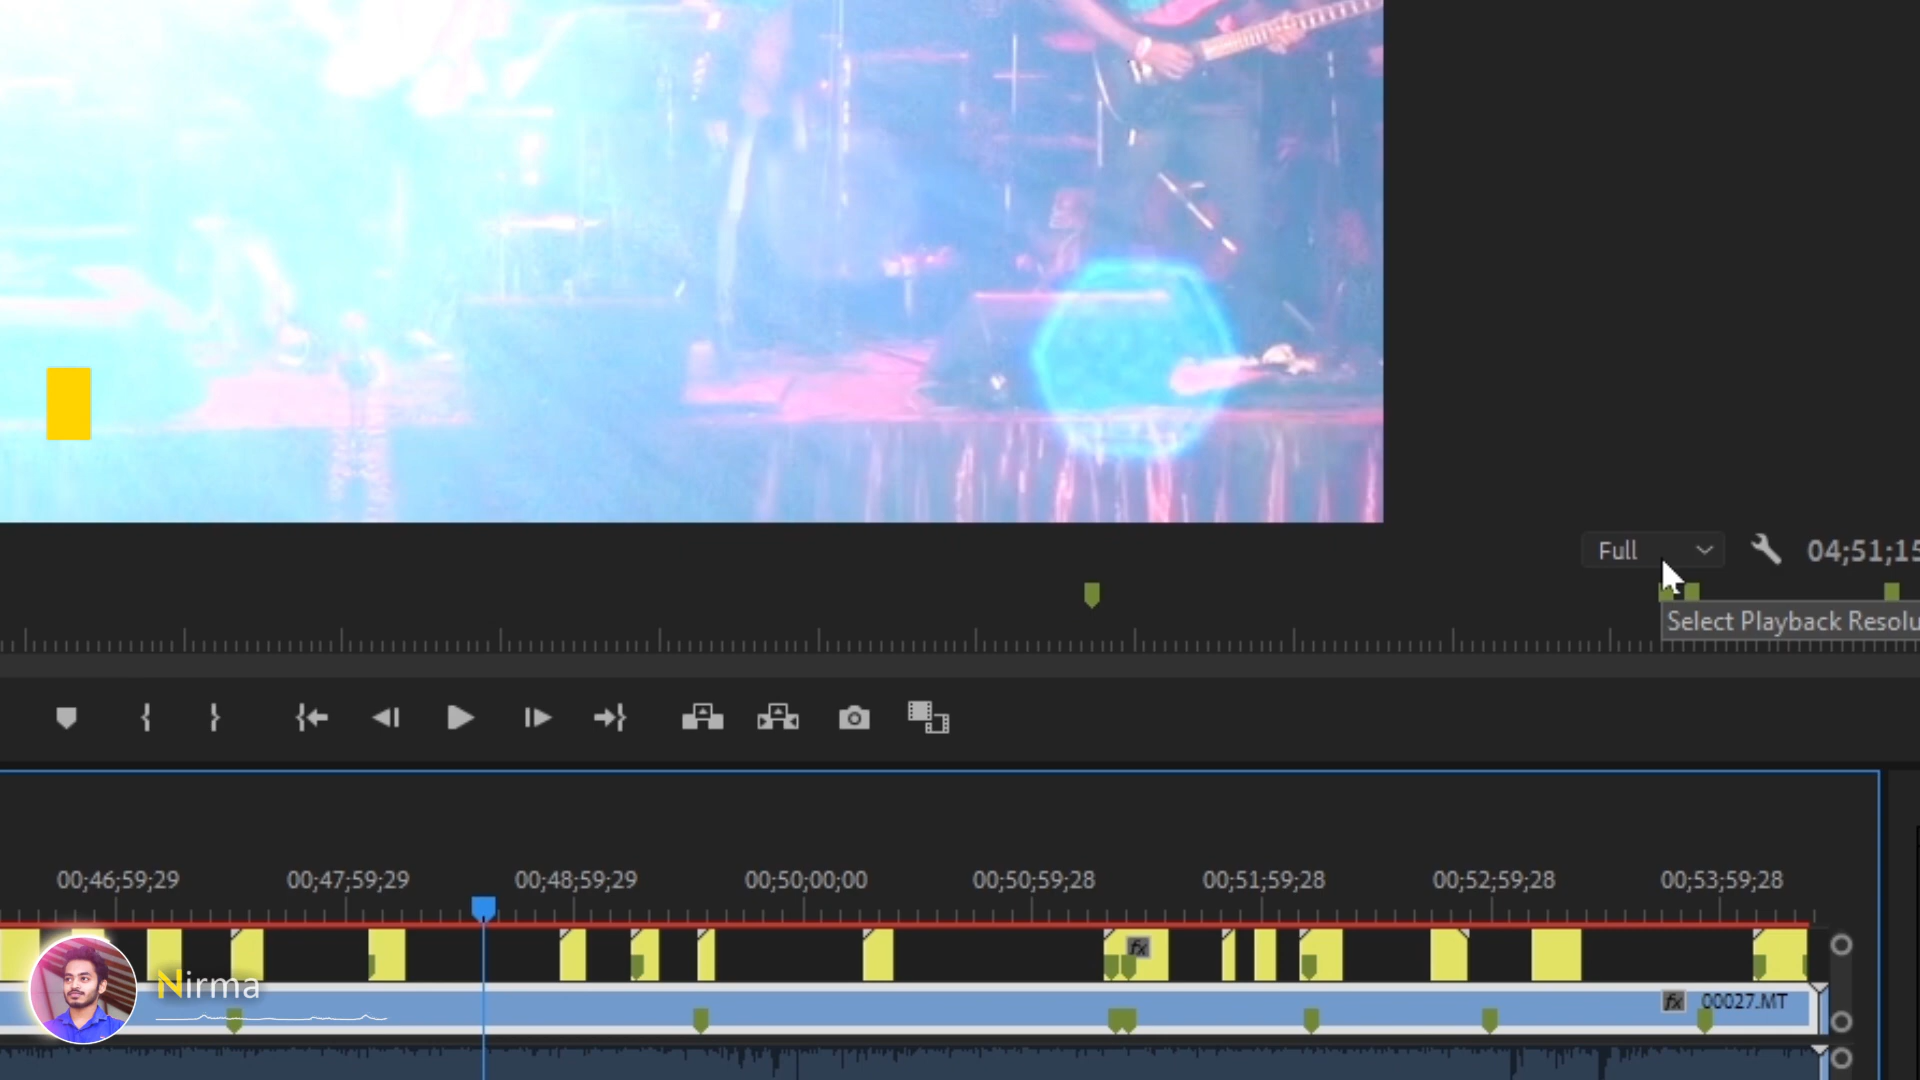 Full
04;51;15
Select Playback Resolu
00;46;59;29
00;47;59;29
00;48;59;29
00;50;00;00
00;50;59;28
00;51;59;28
00;52;59;28
00;53;59;28
fx
fx 00027.MT
Nirma